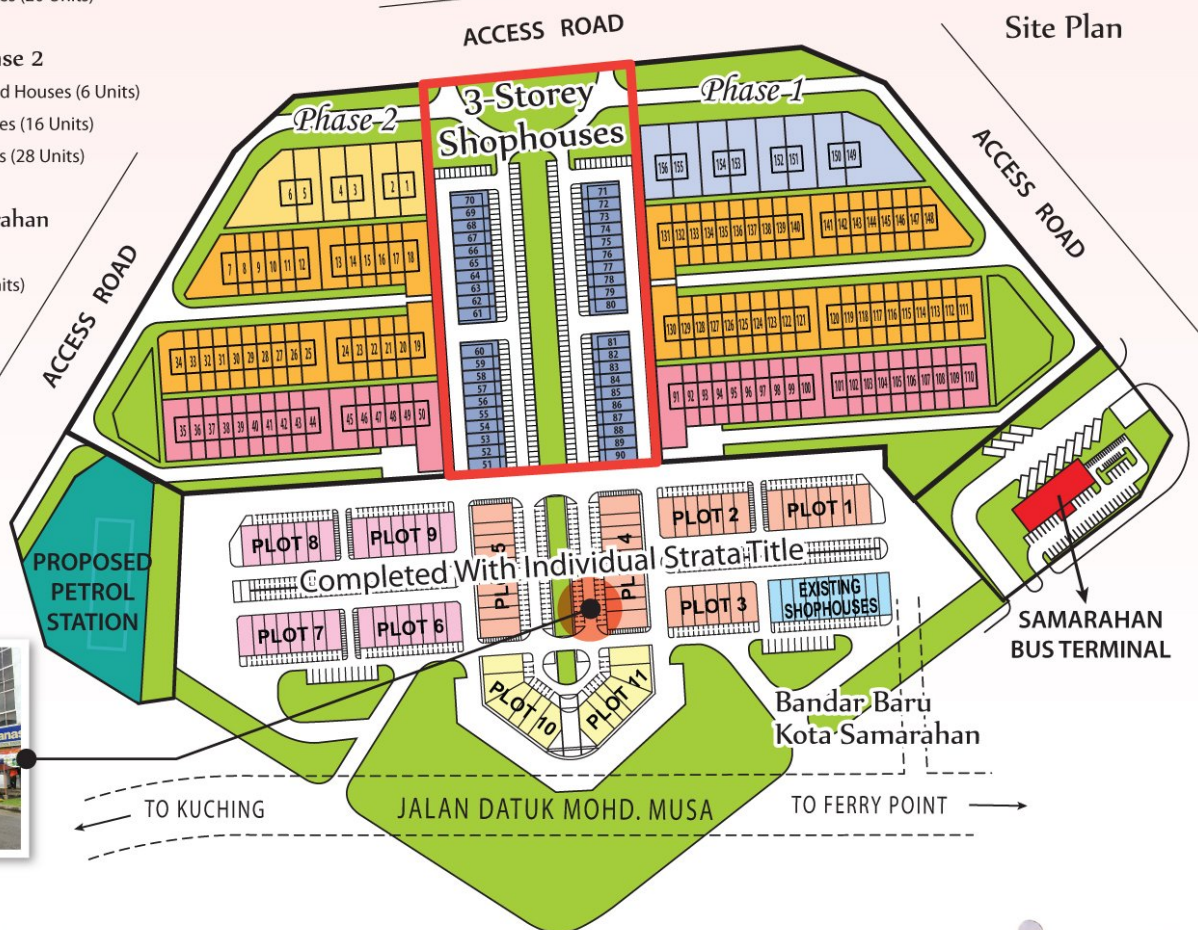 Site Plan
ACCESS ROAD
Phase 2
3-Storey
Shophouses
Phase 1
d Houses (6 Units)
es (16 Units)
s (28 Units)
arahan
ACCESS ROAD
ACCESS ROAD
6 5 4 3 2 1
156 155 154 153 152 151 150 149
7 8 9 10 11 12 13 14 15 16 17 18
131 132 133 134 135 136 137 138 139 140 141 142 143 144 145 146 147 148
34 33 32 31 30 29 28 27 26 25 24 23 22 21 20 19
130 129 128 127 126 125 124 123 122 121 120 119 118 117 116 115 114 113 112 111
35 36 37 38 39 40 41 42 43 44 45 46 47 48 49 50
91 92 93 94 95 96 97 98 99 100 101 102 103 104 105 106 107 108 109 110
70
69
68
67
66
65
64
63
62
61
60
59
58
57
56
55
54
53
52
51
71
72
73
74
75
76
77
78
79
80
81
82
83
84
85
86
87
88
89
90
PLOT 8
PLOT 9
PLOT 2
PLOT 1
Completed With Individual Strata Title
PROPOSED
PETROL
STATION
PLOT 7
PLOT 6
PLOT 3
EXISTING
SHOPHOUSES
PLOT 10
PLOT 11
SAMARAHAN
BUS TERMINAL
Bandar Baru
Kota Samarahan
TO KUCHING
JALAN DATUK MOHD. MUSA
TO FERRY POINT